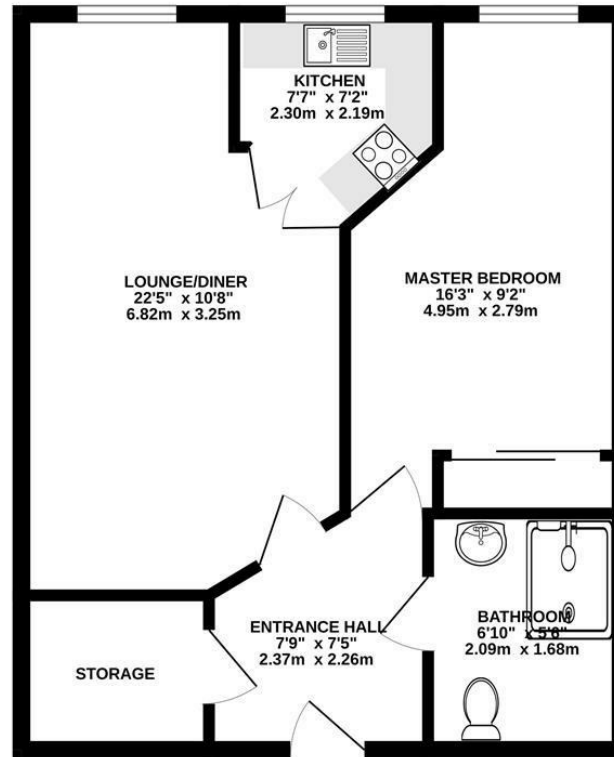 KITCHEN
7'7" x 7'2"
2.30m x 2.19m
LOUNGE/DINER
22'5" x 10'8"
6.82m x 3.25m
MASTER BEDROOM
16'3" x 9'2"
4.95m x 2.79m
ENTRANCE HALL
7'9" x 7'5"
2.37m x 2.26m
BATHROOM
6'10" x 5'6"
2.09m x 1.68m
STORAGE